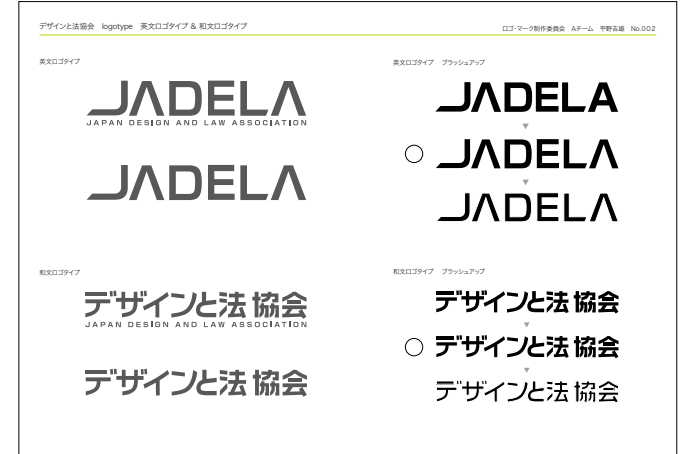 デザインと法協会 logotype 英文ロゴタイプ & 和文ロゴタイプ
ロゴ・マーク制作委員会 Aチーム 平野吉雄 No.002
英文ロゴタイプ
JADELA
JAPAN DESIGN AND LAW ASSOCIATION
JADELA
英文ロゴタイプ ブラッシュアップ
JADELA
JADELA
JADELA
和文ロゴタイプ
デザインと法協会
JAPAN DESIGN AND LAW ASSOCIATION
デザインと法協会
和文ロゴタイプ ブラッシュアップ
デザインと法協会
デザインと法協会
デザインと法協会